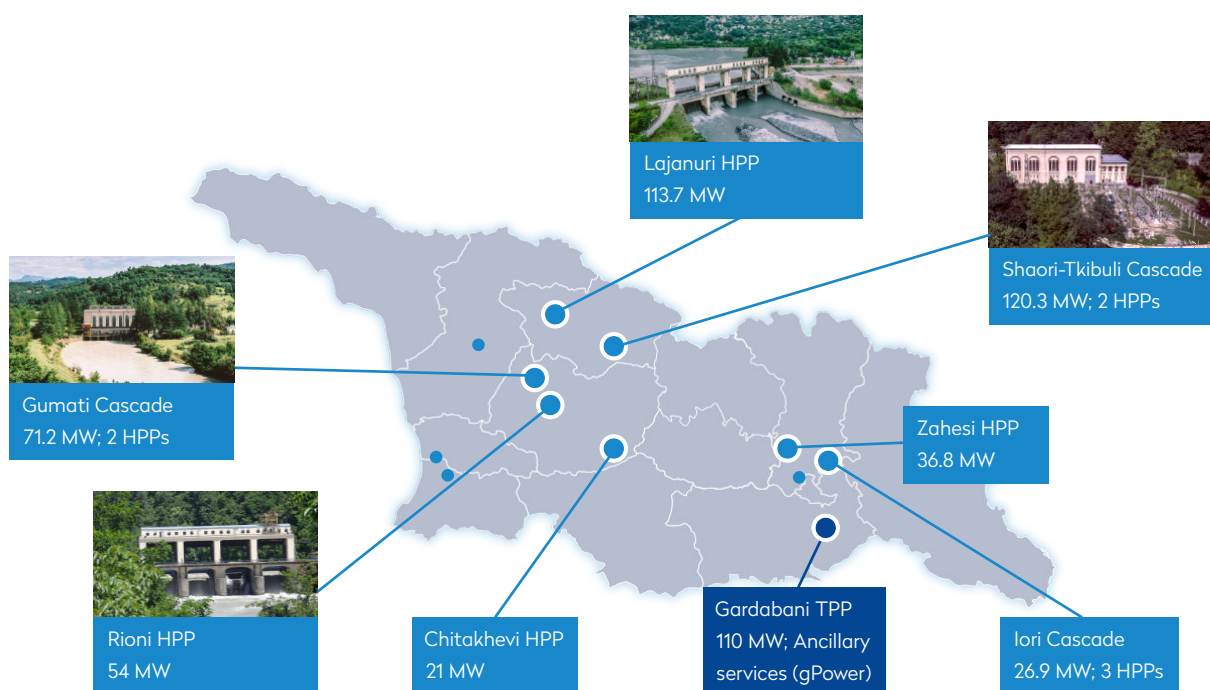 Lajanuri HPP
113.7 MW
Shaori-Tkibuli Cascade
120.3 MW; 2 HPPs
Gumati Cascade
71.2 MW; 2 HPPs
Zahesi HPP
36.8 MW
Rioni HPP
54 MW
Chitakhevi HPP
21 MW
Gardabani TPP
110 MW; Ancillary
services (gPower)
Iori Cascade
26.9 MW; 3 HPPs